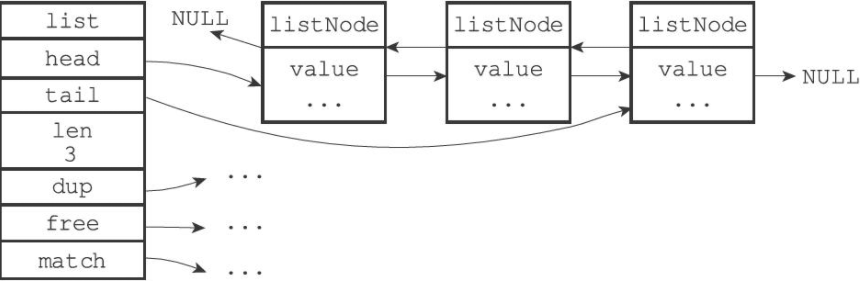 list
head
tail
len
3
dup
free
match
NULL
listNode
value
...
listNode
value
...
listNode
value
...
NULL
...
...
...